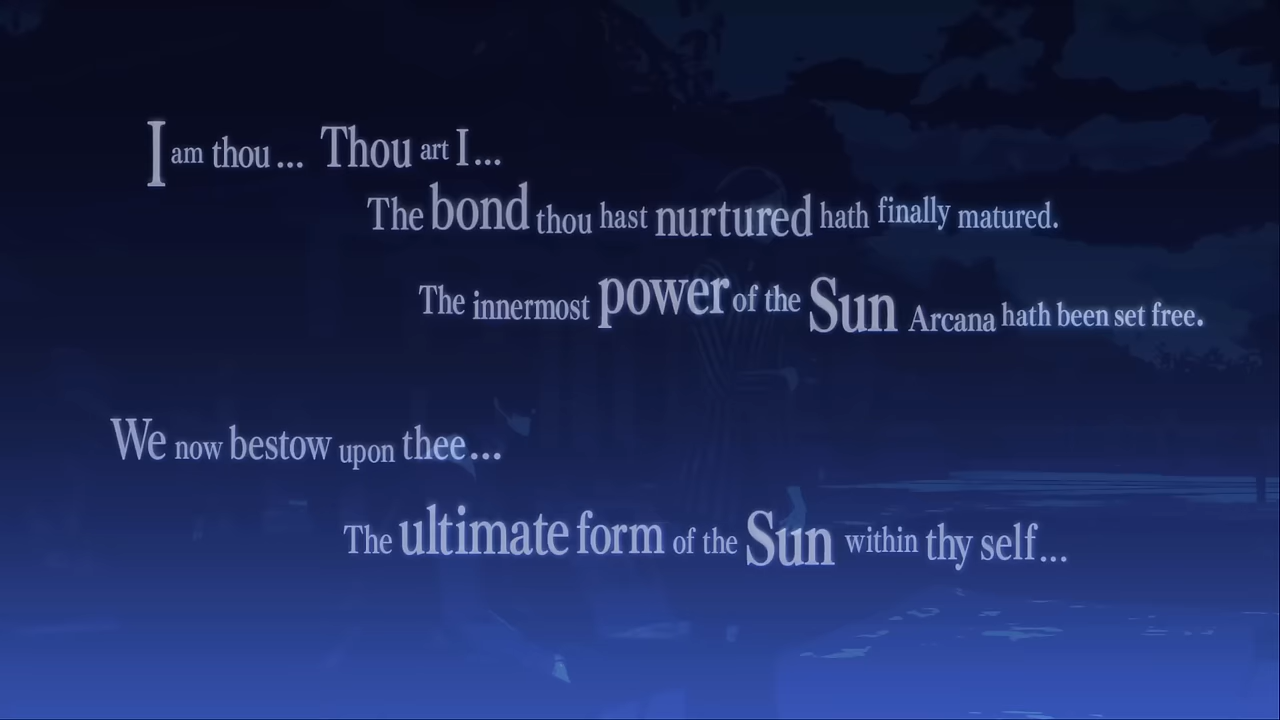 I am thou... Thou art I...
The bond thou hast nurtured hath finally matured.
The innermost power of the Sun Arcana hath been set free.
We now bestow upon thee...
The ultimate form of the Sun within thy self...